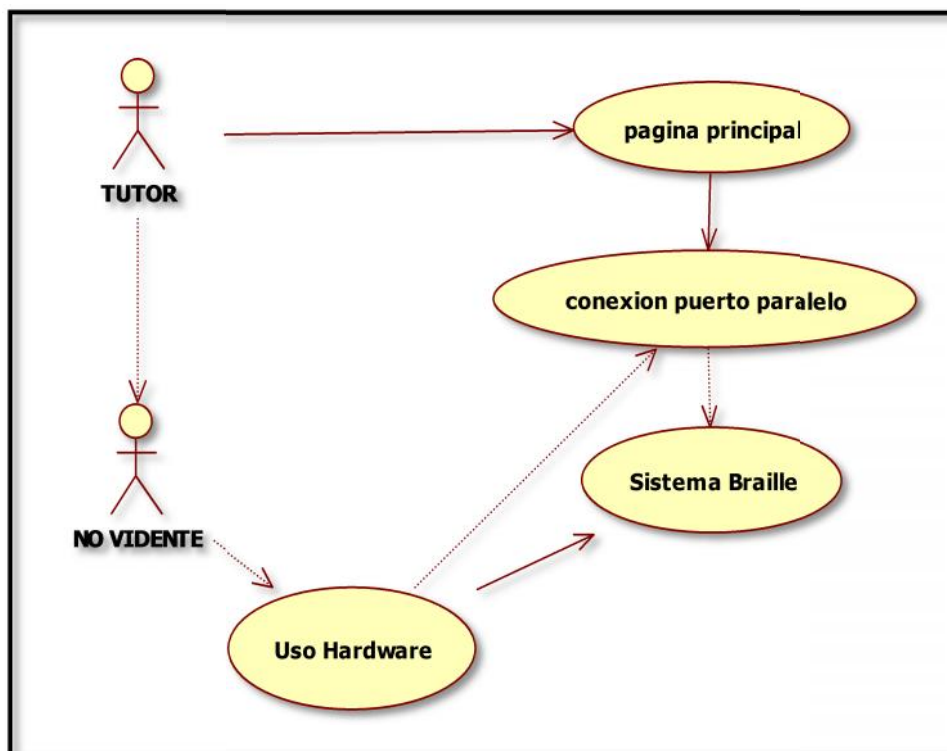 TUTOR
pagina principal
conexion puerto paralelo
Sistema Braille
NO VIDENTE
Uso Hardware